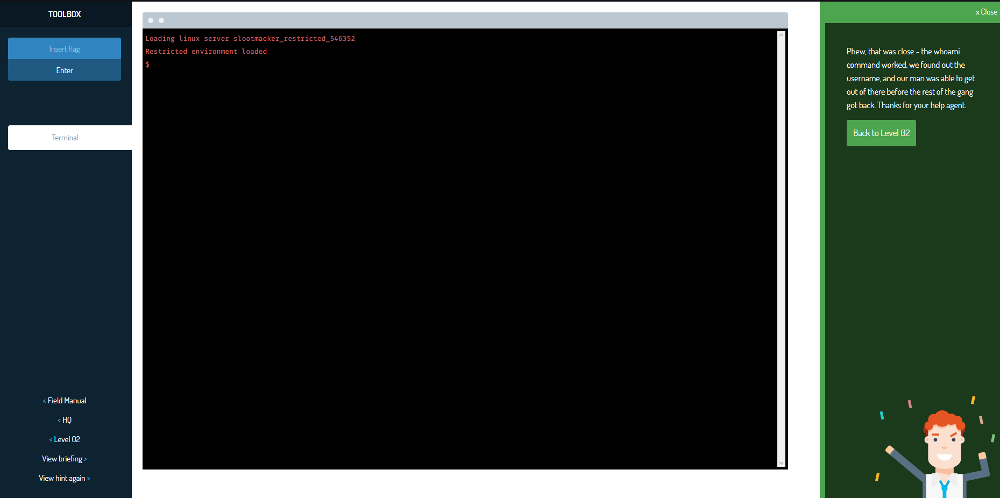 TOOLBOX
Insert flag
Enter
Terminal
< Field Manual
< HQ
< Level 02
View briefing >
View hint again >
Loading linux server slootmaeker_restricted_546352
Restricted environment loaded
$
x Close
Phew, that was close - the whoami
command worked, we found out the
username, and our man was able to get
out of there before the rest of the gang
got back. Thanks for your help agent.
Back to Level 02